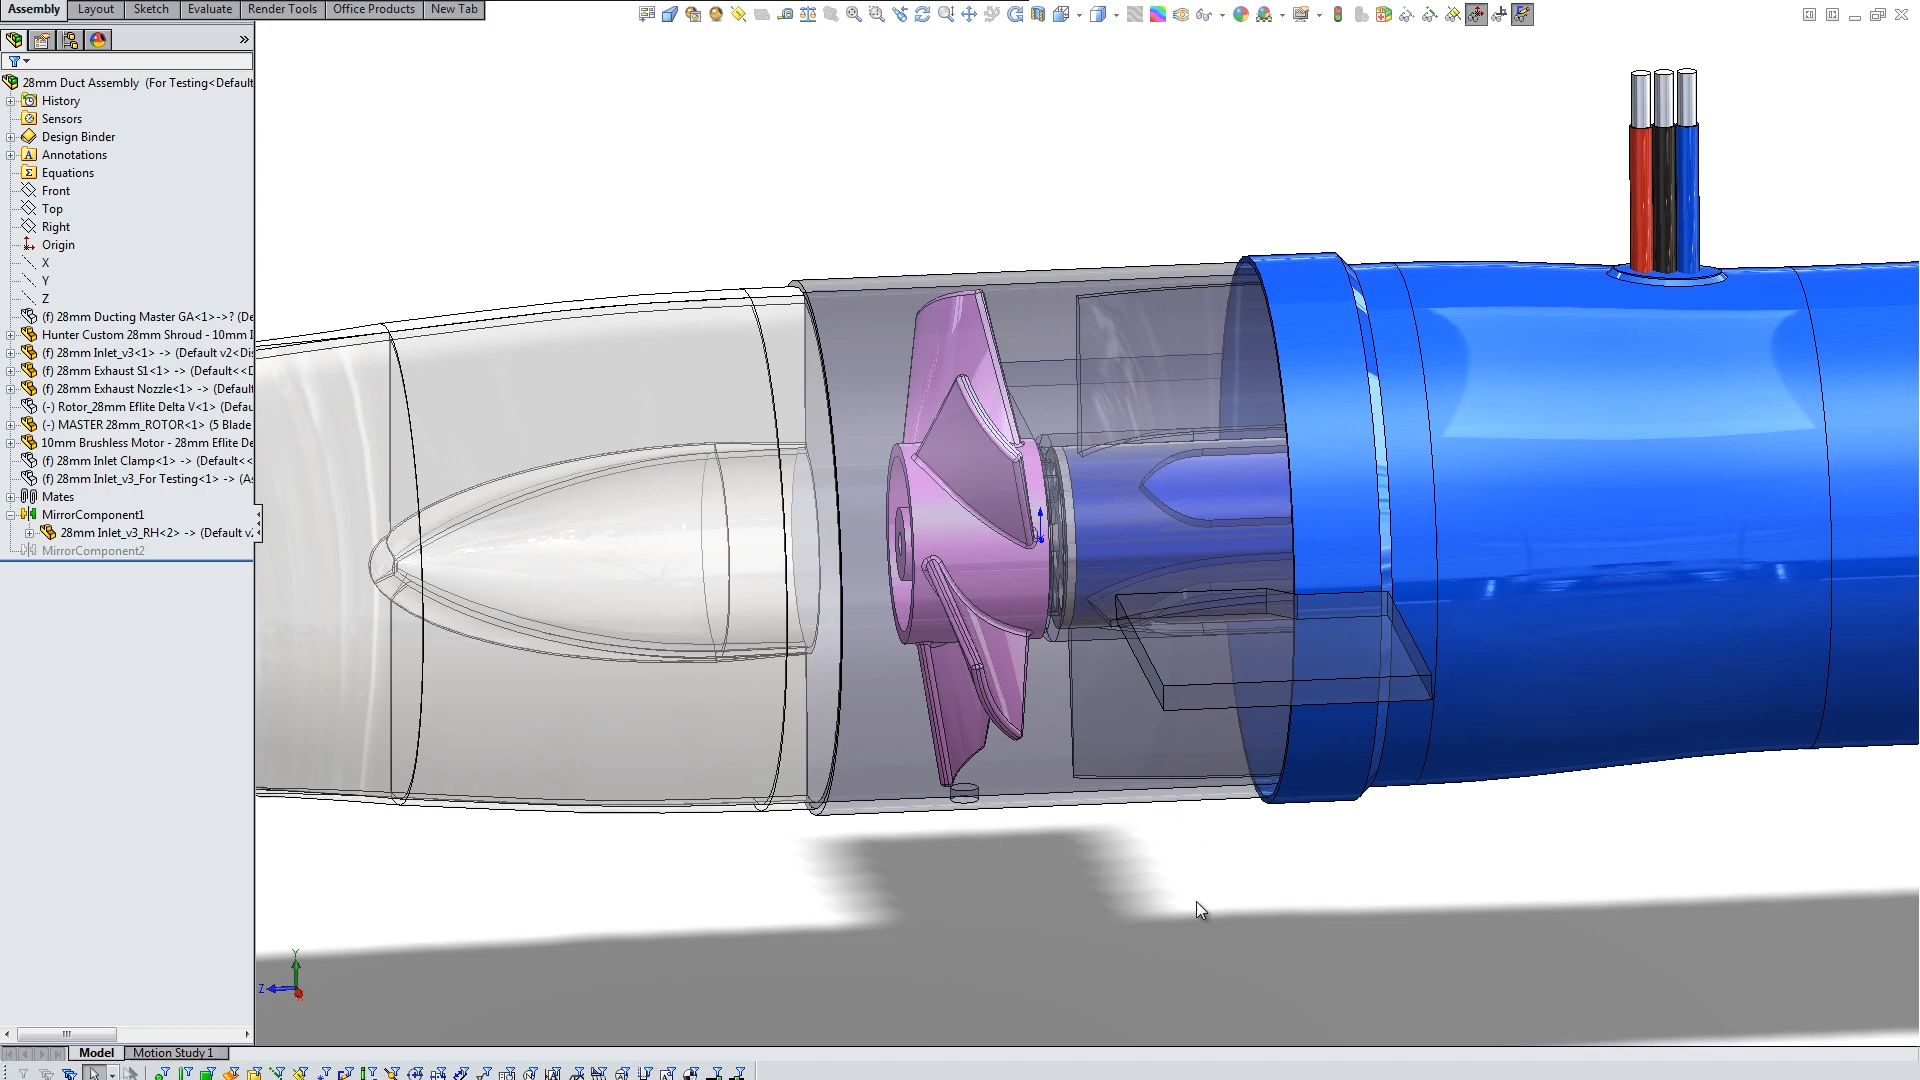 Assembly Layout Sketch Evaluate Render Tools Office Products New Tab
»
28mm Duct Assembly (For Testing<Default
History
Sensors
Design Binder
Annotations
Equations
Front
Top
Right
Origin
X
Y
Z
(f) 28mm Ducting Master GA<1>->? (De
Hunter Custom 28mm Shroud - 10mm I
(f) 28mm Inlet_v3<1> -> (Default v2<Dis
(f) 28mm Exhaust S1<1> -> (Default<<D
(f) 28mm Exhaust Nozzle<1> -> (Default
(-) Rotor_28mm Eflite Delta V<1> (Defau
(-) MASTER 28mm_ROTOR<1> (5 Blade
10mm Brushless Motor - 28mm Eflite De
(f) 28mm Inlet Clamp<1> -> (Default<<
(f) 28mm Inlet_v3_For Testing<1> -> (As
Mates
MirrorComponent1
28mm Inlet_v3_RH<2> -> (Default v2
MirrorComponent2
Y
Z
Model Motion Study 1